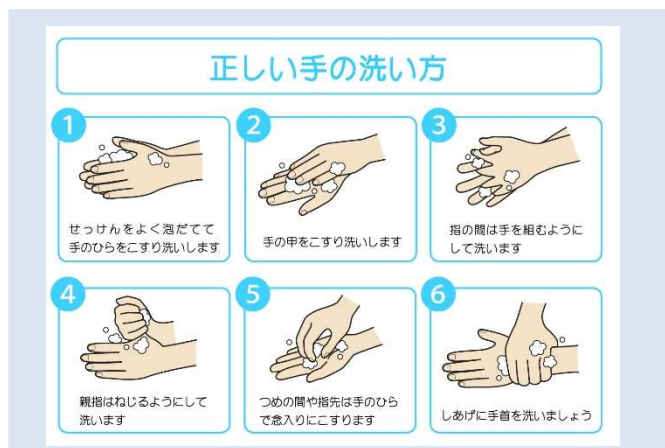 正しい手の洗い方
1
せっけんをよく泡だてて
手のひらをこすり洗いします
2
手の甲をこすり洗いします
3
指の間は手を組むように
して洗います
4
親指はねじるようにして
洗います
5
つめの間や指先は手のひら
で念入りにこすります
6
しあげに手首を洗いましょう